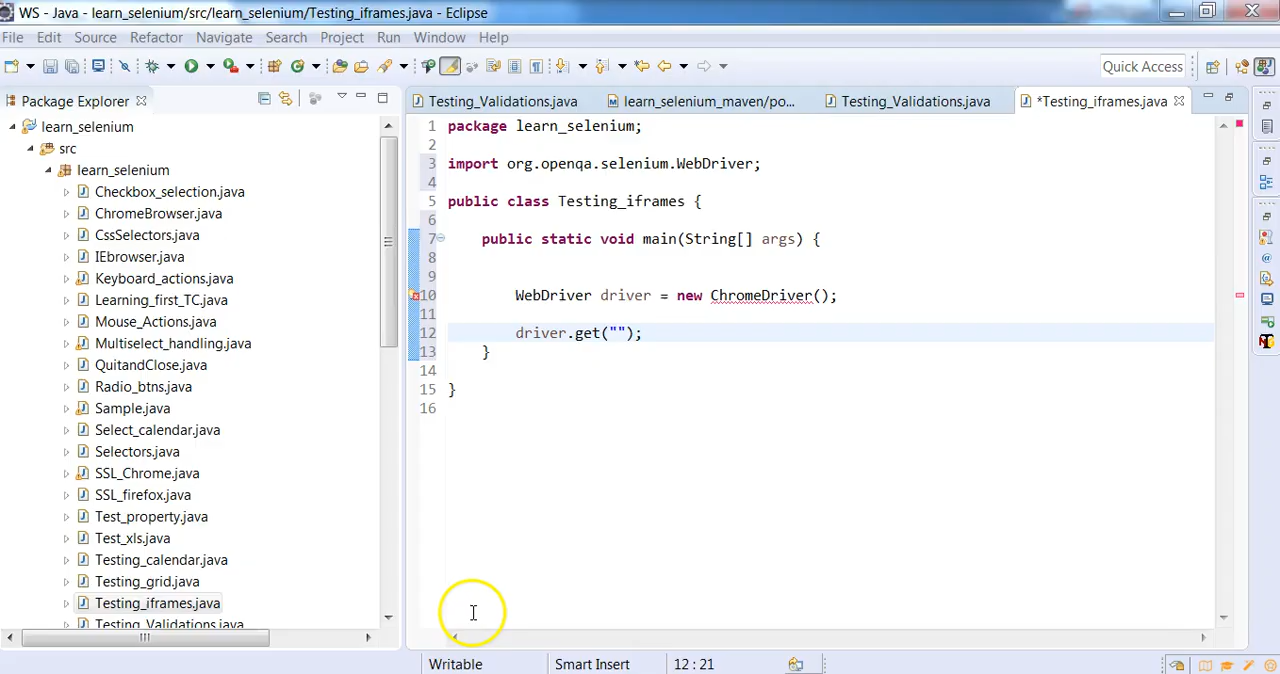 WS - Java - learn_selenium/src/learn_selenium/Testing_iframes.java - Eclipse
File Edit Source Refactor Navigate Search Project Run Window Help
Quick Access
Package Explorer
Testing_Validations.java learn_selenium_maven/po... Testing_Validations.java *Testing_iframes.java
learn_selenium
src
learn_selenium
Checkbox_selection.java
ChromeBrowser.java
CssSelectors.java
IEbrowser.java
Keyboard_actions.java
Learning_first_TC.java
Mouse_Actions.java
Multiselect_handling.java
QuitandClose.java
Radio_btns.java
Sample.java
Select_calendar.java
Selectors.java
SSL_Chrome.java
SSL_firefox.java
Test_property.java
Test_xls.java
Testing_calendar.java
Testing_grid.java
Testing_iframes.java
Testing_Validations.java
1 package learn_selenium;
2
3 import org.openqa.selenium.WebDriver;
4
5 public class Testing_iframes {
6
7 public static void main(String[] args) {
8
9
10 WebDriver driver = new ChromeDriver();
11
12 driver.get("");
13 }
14
15 }
16
Writable Smart Insert 12 : 21